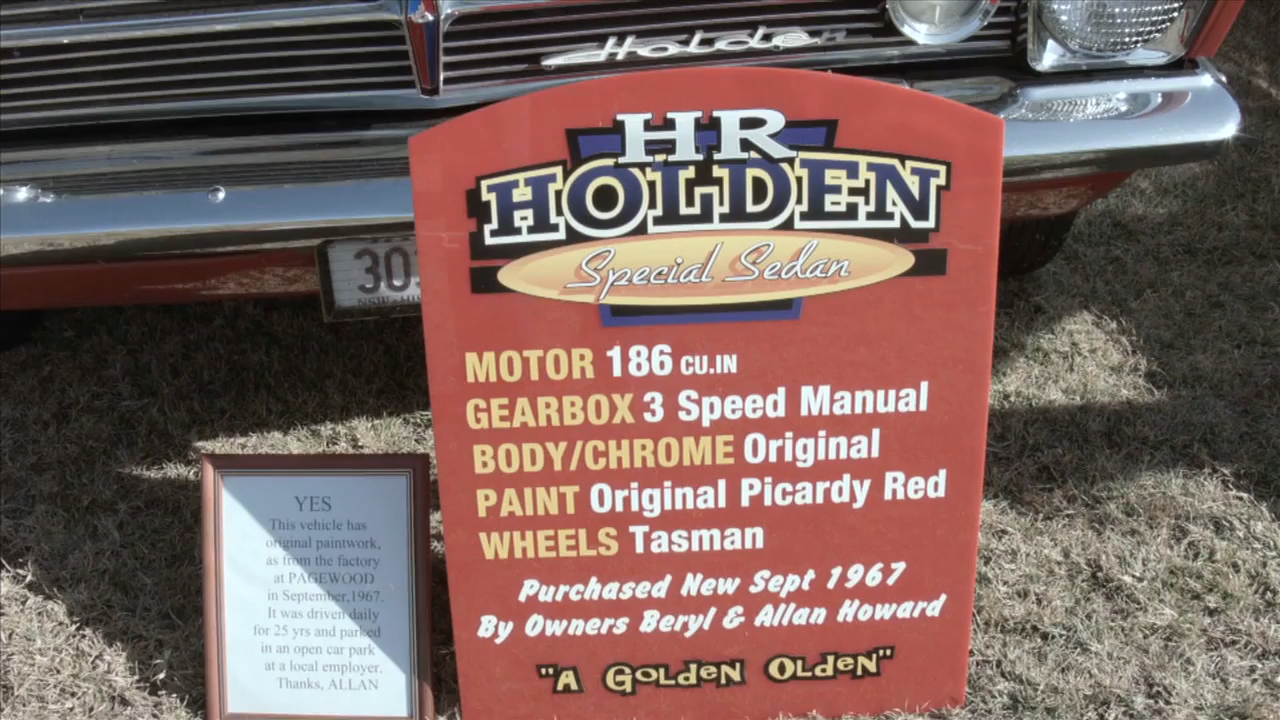 Holden
HR
HOLDEN
Special Sedan
MOTOR 186 CU.IN
GEARBOX 3 Speed Manual
BODY/CHROME Original
PAINT Original Picardy Red
WHEELS Tasman
Purchased New Sept 1967
By Owners Beryl & Allan Howard
"A GOLDEN OLDEN"
30
NSW
YES
This vehicle has
original paintwork,
as from the factory
at PAGEWOOD
in September,1967.
It was driven daily
for 25 yrs and parked
in an open car park
at a local employer.
Thanks, ALLAN